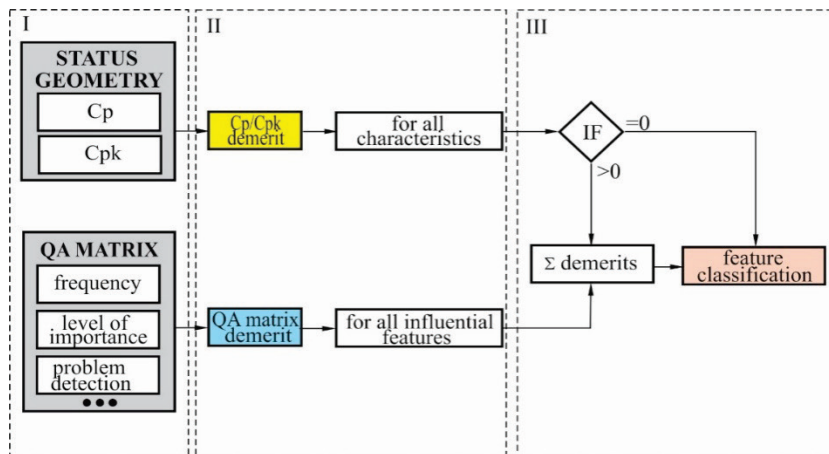 I
II
III
STATUS
GEOMETRY
Cp
Cpk
Cp/Cpk
demerit
for all
characteristics
IF
=0
>0
QA MATRIX
frequency
level of
importance
problem
detection
QA matrix
demerit
for all influential
features
Σ demerits
feature
classification